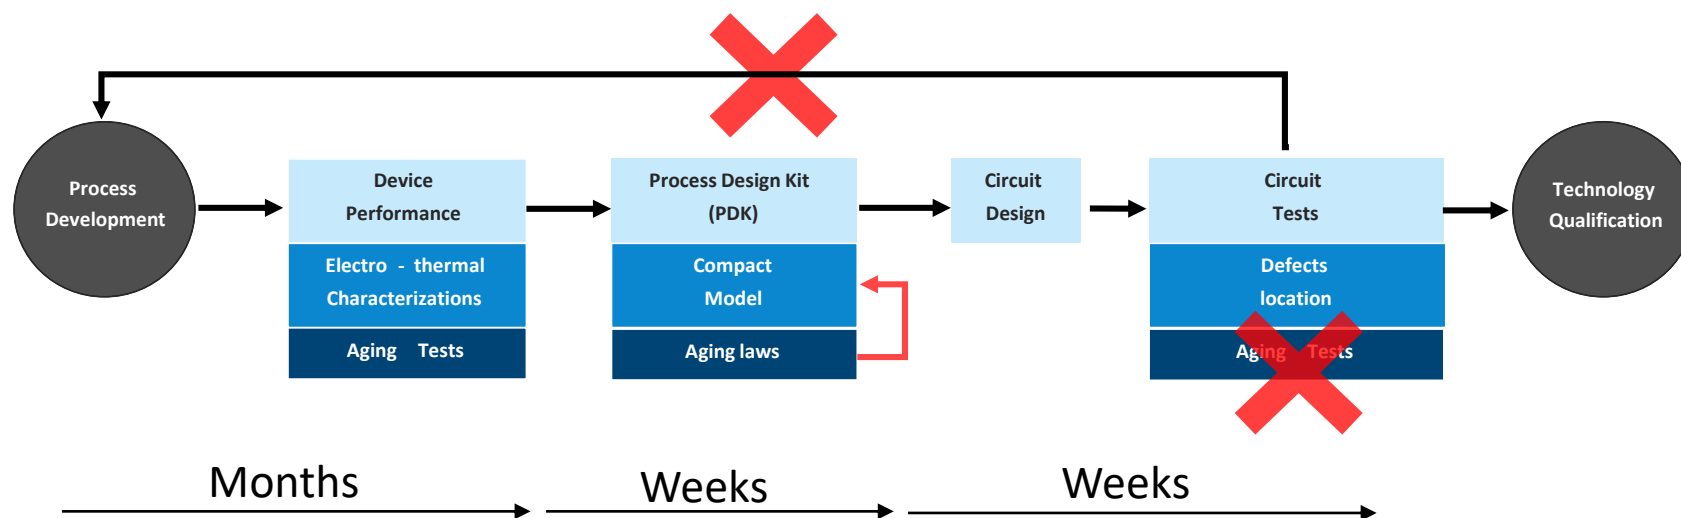 Process
Development
Device
Performance
Electro - thermal
Characterizations
Aging Tests
Process Design Kit
(PDK)
Compact
Model
Aging laws
Circuit
Design
Circuit
Tests
Defects
location
Aging Tests
Technology
Qualification
Months
Weeks
Weeks